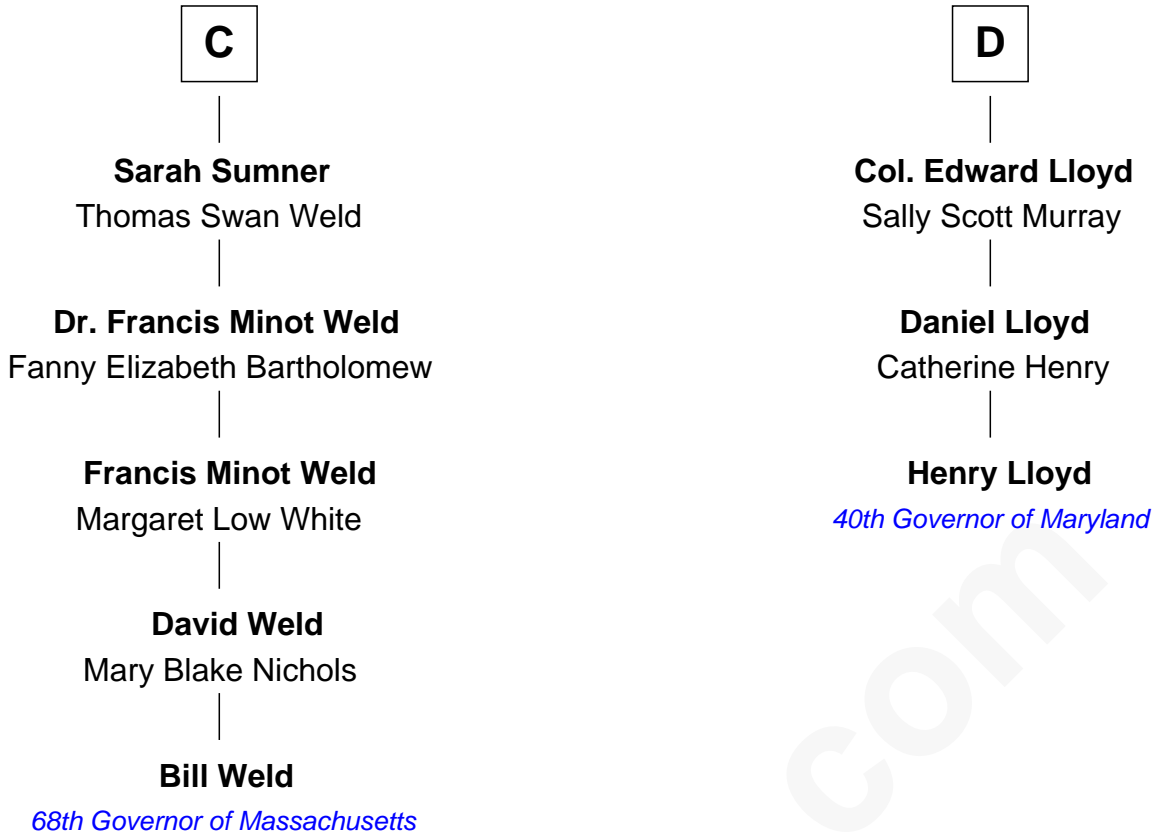 C
Sarah Sumner
Thomas Swan Weld
Dr. Francis Minot Weld
Fanny Elizabeth Bartholomew
Francis Minot Weld
Margaret Low White
David Weld
Mary Blake Nichols
Bill Weld
68th Governor of Massachusetts
D
Col. Edward Lloyd
Sally Scott Murray
Daniel Lloyd
Catherine Henry
Henry Lloyd
40th Governor of Maryland
com